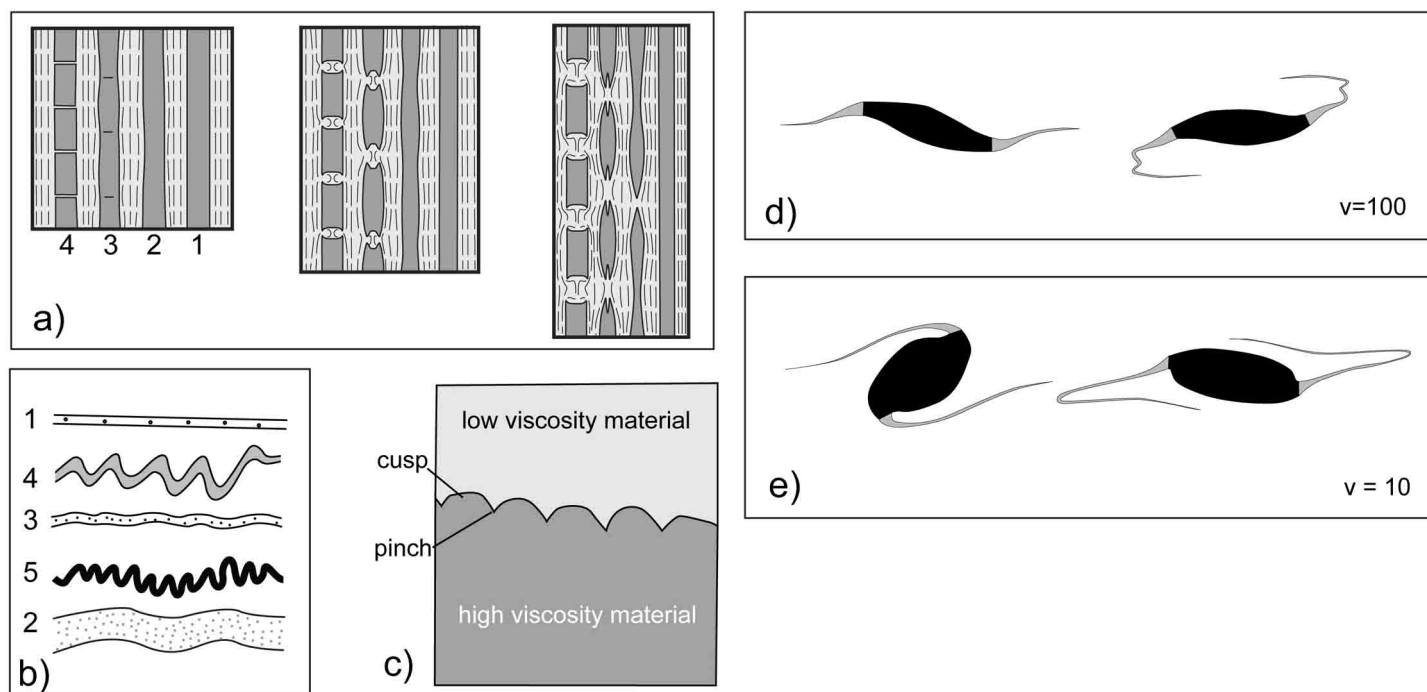 4 3 2 1
a)
1
4
3
5
2
b)
low viscosity material
cusp
pinch
high viscosity material
c)
d)
v=100
e)
v = 10